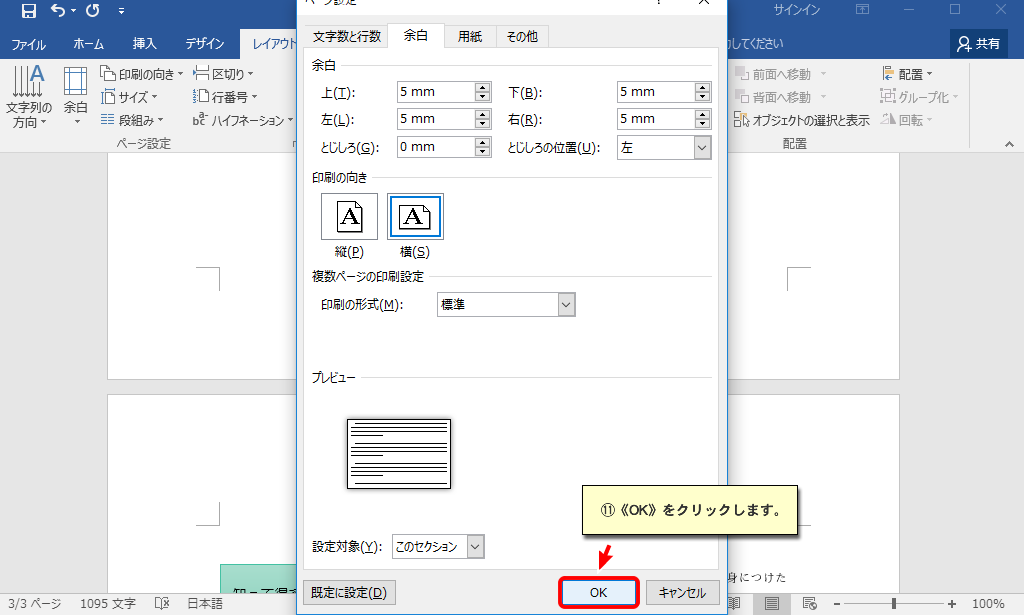 サインイン
ファイル ホーム 挿入 デザイン レイアウト
してください
共有
文字列の方向
余白
印刷の向き
サイズ
段組み
区切り
行番号
ハイフネーション
ページ設定
前面へ移動
背面へ移動
オブジェクトの選択と表示
配置
グループ化
回転
配置
文字数と行数 余白 用紙 その他
余白
上(T): 5 mm 下(B): 5 mm
左(L): 5 mm 右(R): 5 mm
とじしろ(G): 0 mm とじしろの位置(U): 左
印刷の向き
縦(P) 横(S)
複数ページの印刷設定
印刷の形式(M): 標準
プレビュー
⑪《OK》をクリックします。
設定対象(Y): このセクション
既定に設定(D) OK キャンセル
身につけた
3/3 ページ 1095 文字 日本語 100%